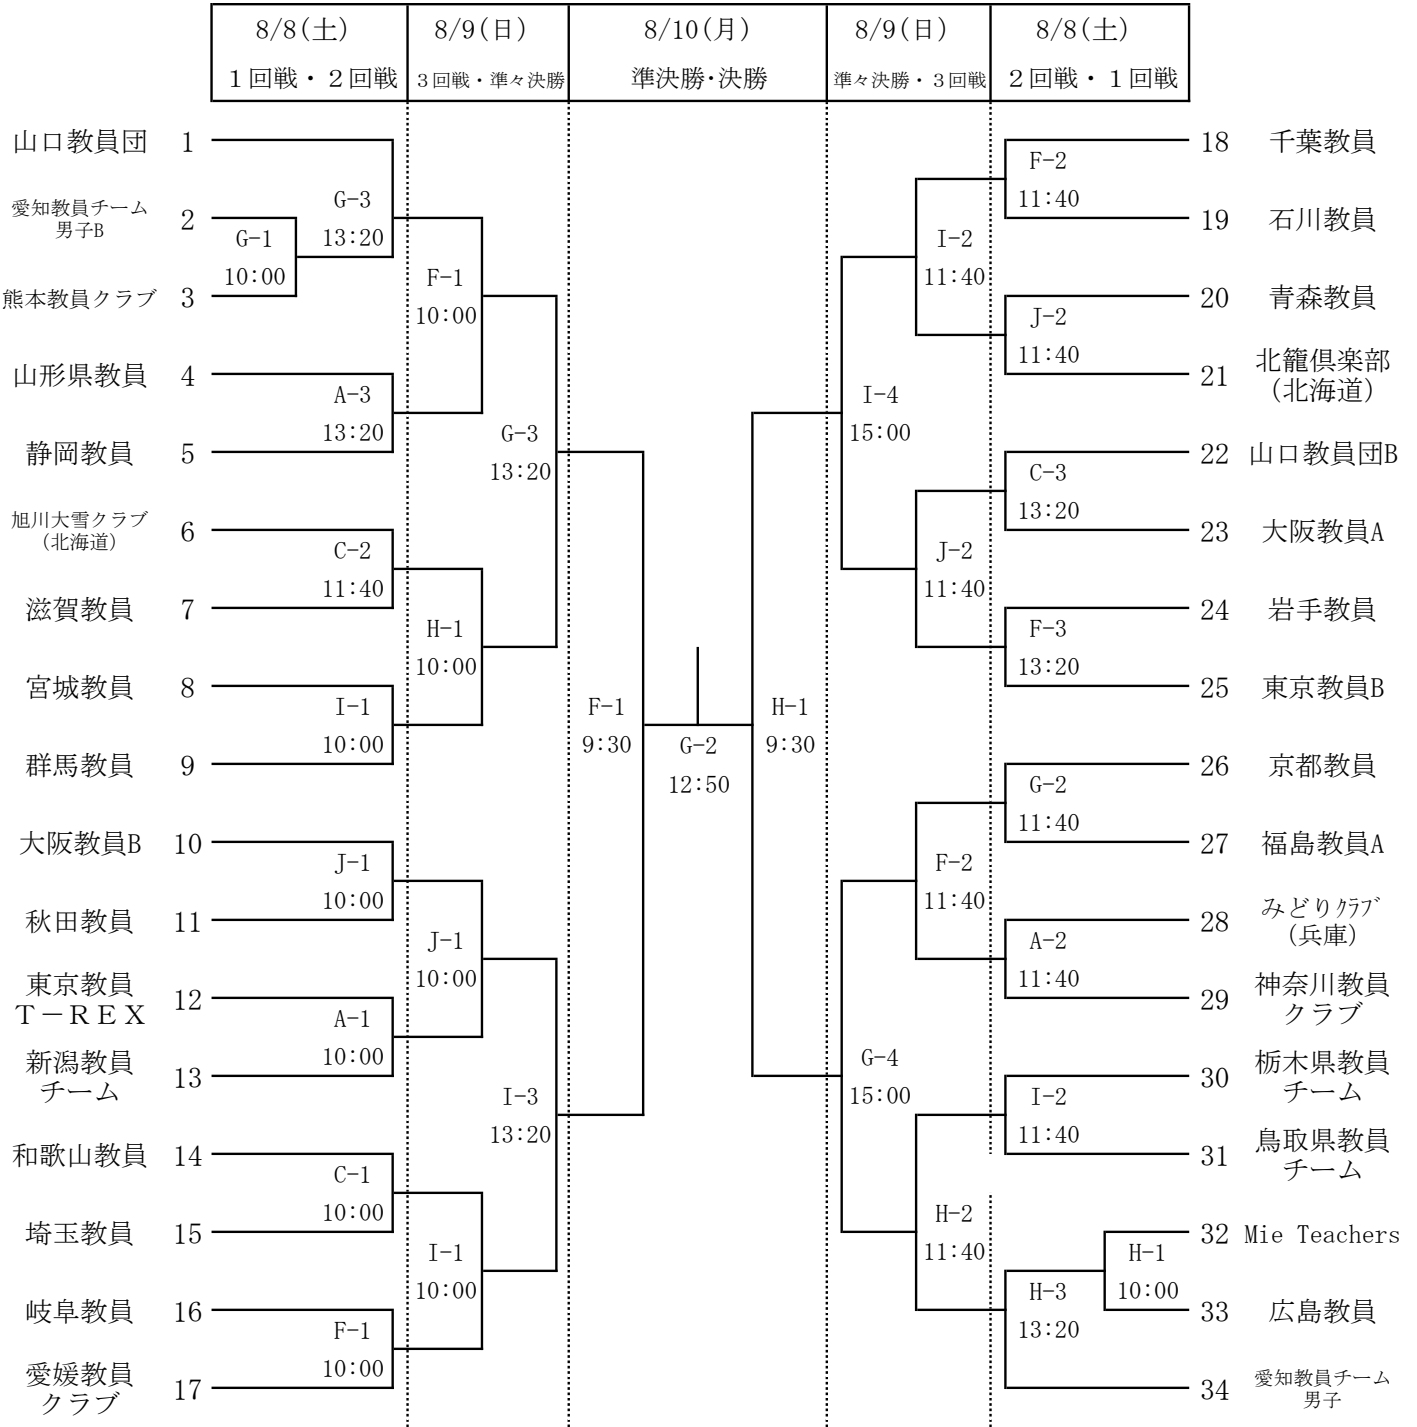 8/8(土) 8/9(日) 8/10(月) 8/9(日) 8/8(土)
1回戦・2回戦 3回戦・準々決勝 準決勝・決勝 準々決勝・3回戦 2回戦・1回戦
山口教員団 1
愛知教員チーム
男子B
2
G-1
10:00
G-3
13:20
熊本教員クラブ 3
F-1
10:00
山形県教員 4
A-3
13:20
静岡教員 5
G-3
13:20
旭川大雪クラブ
(北海道)
6
C-2
11:40
滋賀教員 7
H-1
10:00
宮城教員 8
I-1
10:00
群馬教員 9
F-1
9:30
大阪教員B 10
J-1
10:00
秋田教員 11
J-1
10:00
東京教員
T-REX
12
A-1
10:00
新潟教員
チーム
13
I-3
13:20
和歌山教員 14
C-1
10:00
埼玉教員 15
I-1
10:00
岐阜教員 16
F-1
10:00
愛媛教員
クラブ
17
G-2
12:50
H-1
9:30
18 千葉教員
F-2
11:40
19 石川教員
I-2
11:40
20 青森教員
J-2
11:40
21
北籠倶楽部
(北海道)
I-4
15:00
22 山口教員団B
C-3
13:20
23 大阪教員A
J-2
11:40
24 岩手教員
F-3
13:20
25 東京教員B
26 京都教員
G-2
11:40
27 福島教員A
F-2
11:40
28
みどりクラブ
(兵庫)
A-2
11:40
29
神奈川教員
クラブ
G-4
15:00
30
栃木県教員
チーム
I-2
11:40
31
鳥取県教員
チーム
H-2
11:40
32 Mie Teachers
H-1
10:00
33 広島教員
H-3
13:20
34
愛知教員チーム
男子